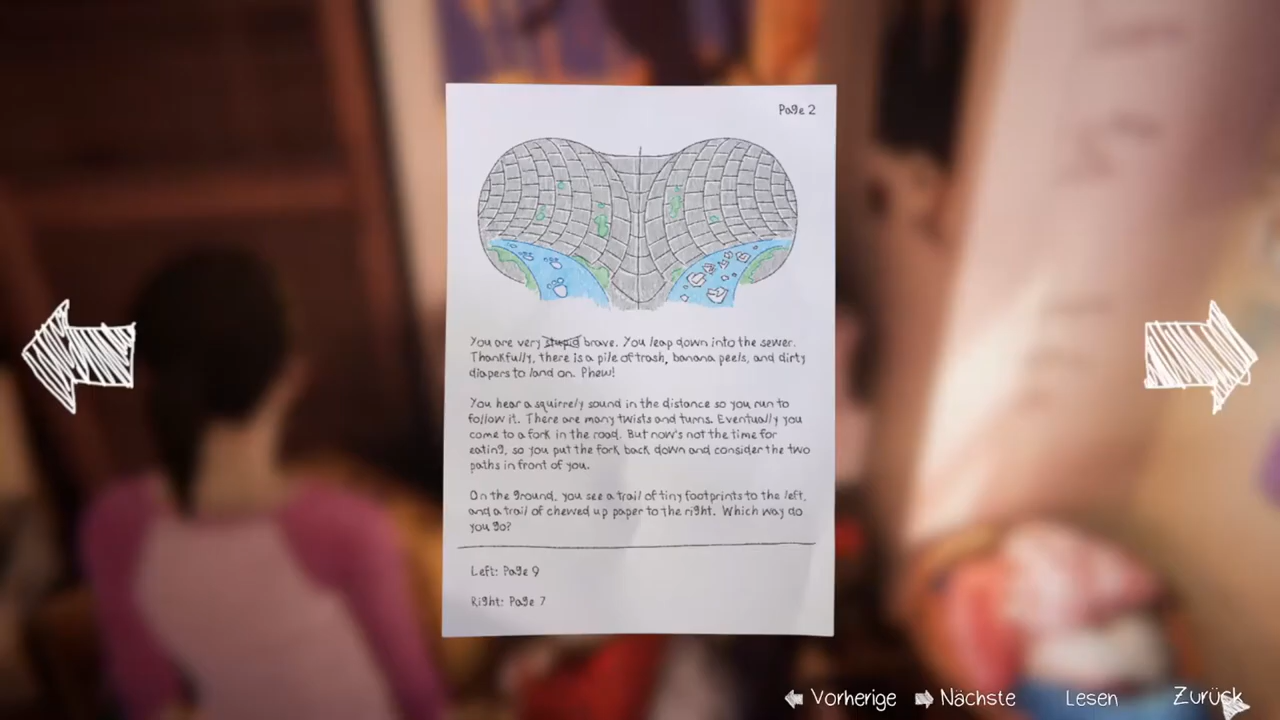 Page 2
You are very stupid brave. You leap down into the sewer.
Thankfully, there is a pile of trash, banana peels, and dirty
diapers to land on. Phew!
You hear a squirrely sound in the distance so you run to
follow it. There are many twists and turns. Eventually you
come to a fork in the road. But now's not the time for
eating, so you put the fork back down and consider the two
paths in front of you.
On the ground, you see a trail of tiny footprints to the left,
and a trail of chewed up paper to the right. Which way do
you go?
Left: Page 9
Right: Page 7
Vorherige Nächste Lesen Zurück